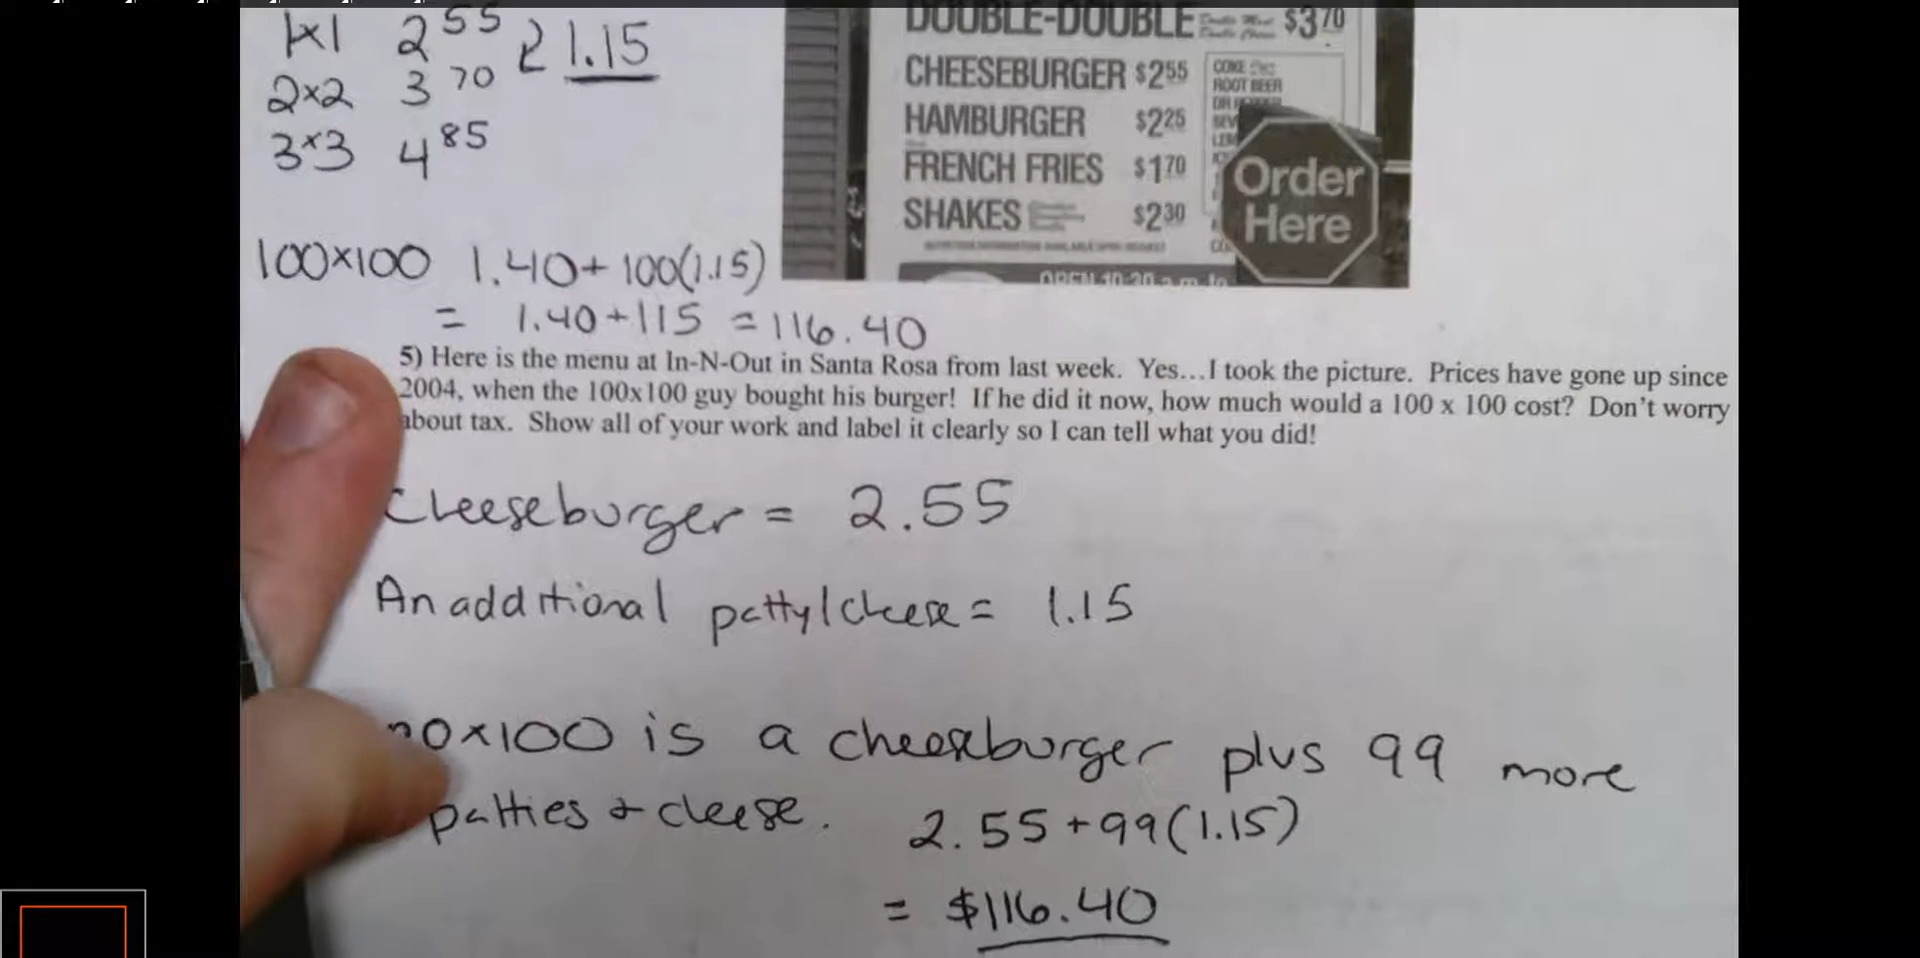 1x1 2 55
1.15
2x2 3 70
3x3 4 85
100x100 1.40+100(1.15)
= 1.40+115 = 116.40
DOUBLE-DOUBLE $3 70
CHEESEBURGER $2 55
HAMBURGER $2 25
FRENCH FRIES $1 70
SHAKES $2 30
COKE
ROOT BEER
Order
Here
OPEN 10:30 a.m. to
5) Here is the menu at In-N-Out in Santa Rosa from last week. Yes…I took the picture. Prices have gone up since
2004, when the 100x100 guy bought his burger! If he did it now, how much would a 100 x 100 cost? Don't worry
about tax. Show all of your work and label it clearly so I can tell what you did!
Cheeseburger = 2.55
An additional patty/cheese = 1.15
00x100 is a cheeseburger plus 99 more
patties + cheese. 2.55+99(1.15)
= $116.40